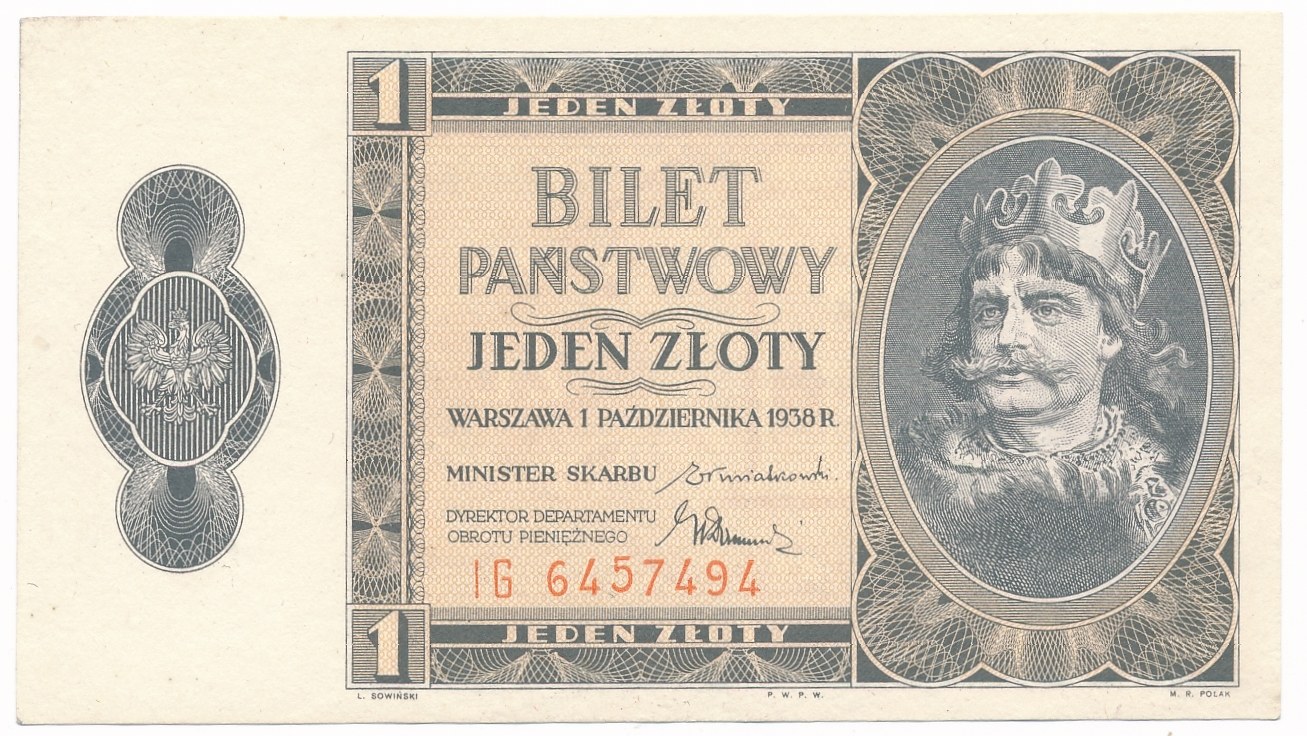 1
JEDEN ZŁOTY
BILET
PAŃSTWOWY
JEDEN ZŁOTY
WARSZAWA 1 PAŹDZIERNIKA 1938 R.
MINISTER SKARBU
DYREKTOR DEPARTAMENTU
OBROTU PIENIĘŻNEGO
IG 6457494
1
JEDEN ZŁOTY
L. SOWIŃSKI
P. W. P. W.
M. R. POLAK